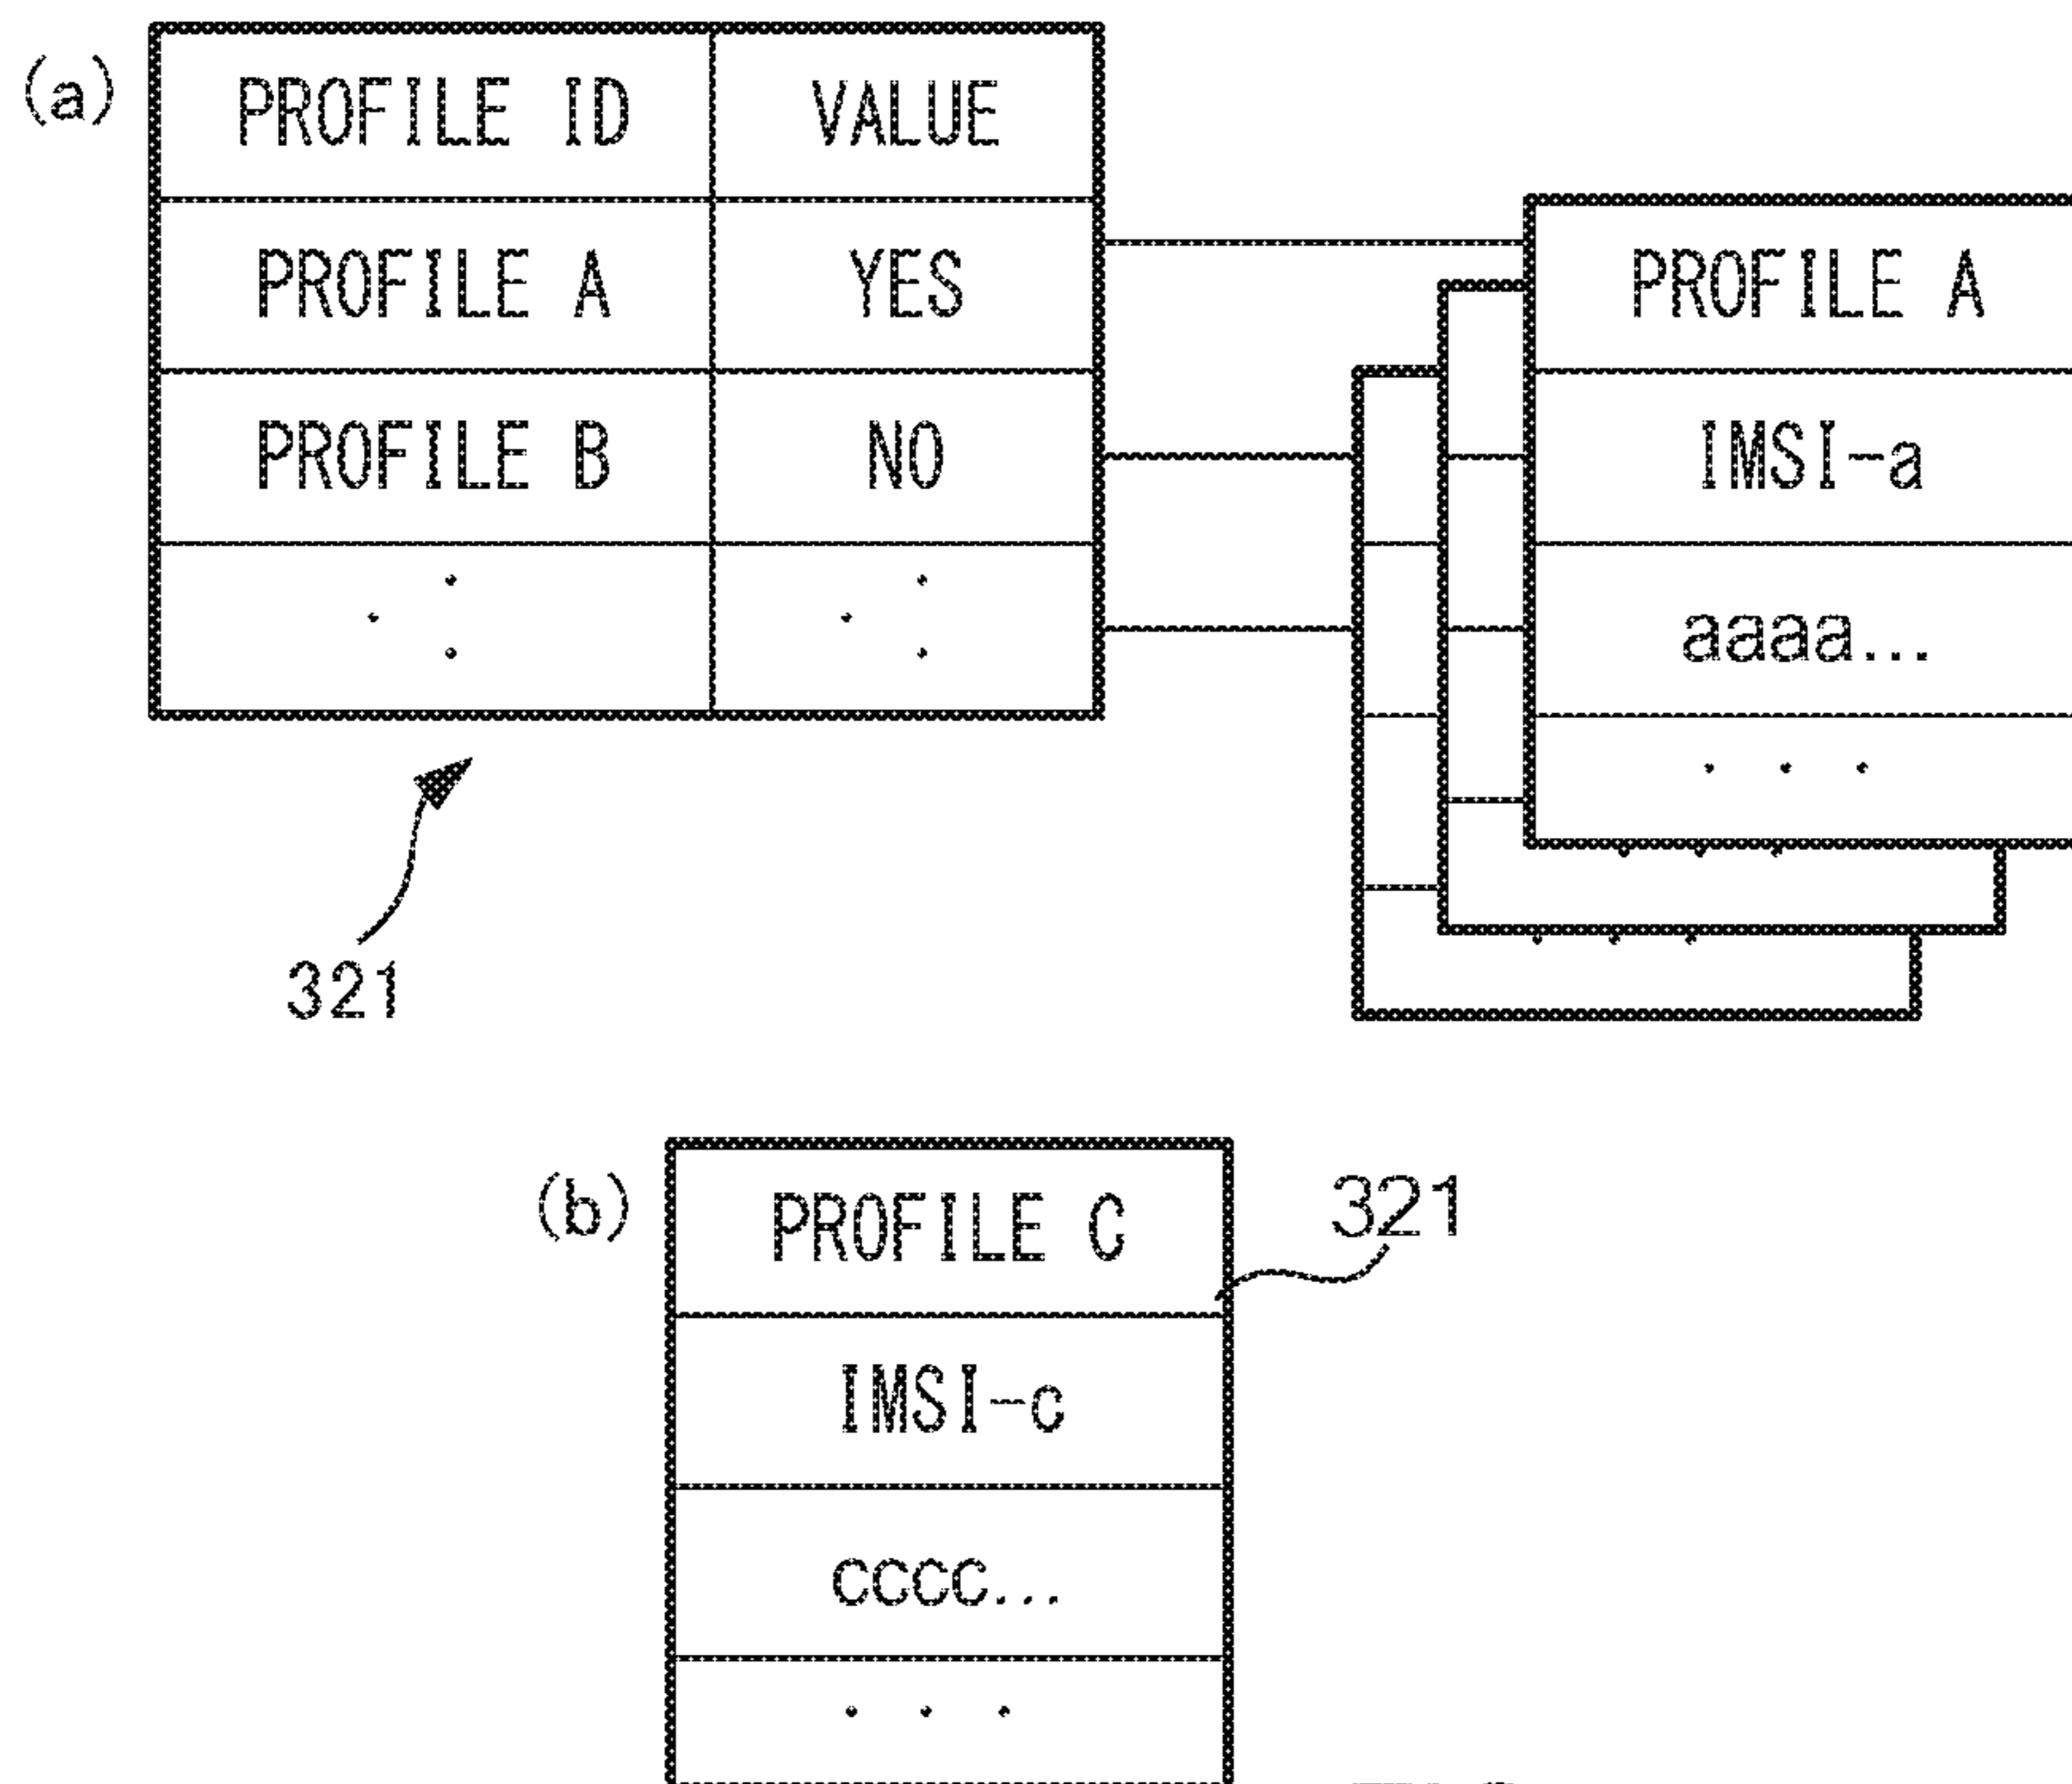 (a)
PROFILE ID VALUE
PROFILE A YES
PROFILE B NO
PROFILE A
IMSI-a
aaaa...
. . .
321
(b)
PROFILE C
321
IMSI-c
cccc...
. . .